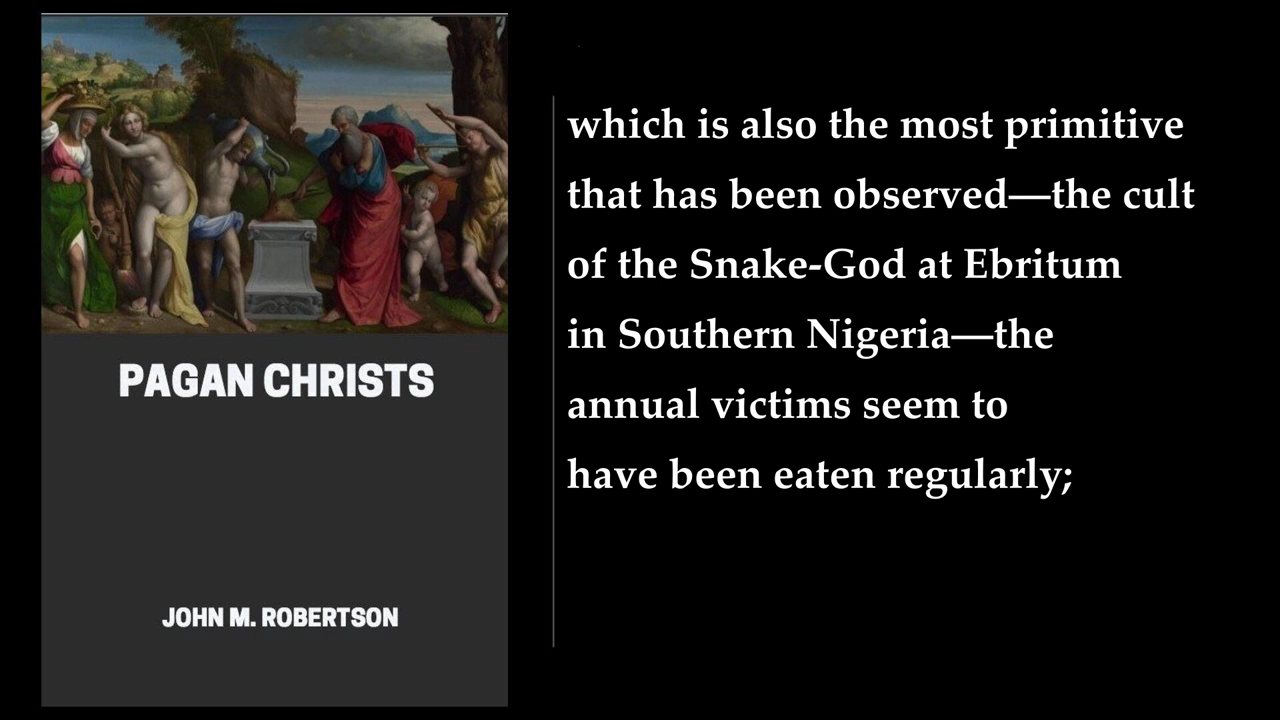 PAGAN CHRISTS
JOHN M. ROBERTSON
which is also the most primitive
that has been observed—the cult
of the Snake-God at Ebritum
in Southern Nigeria—the
annual victims seem to
have been eaten regularly;